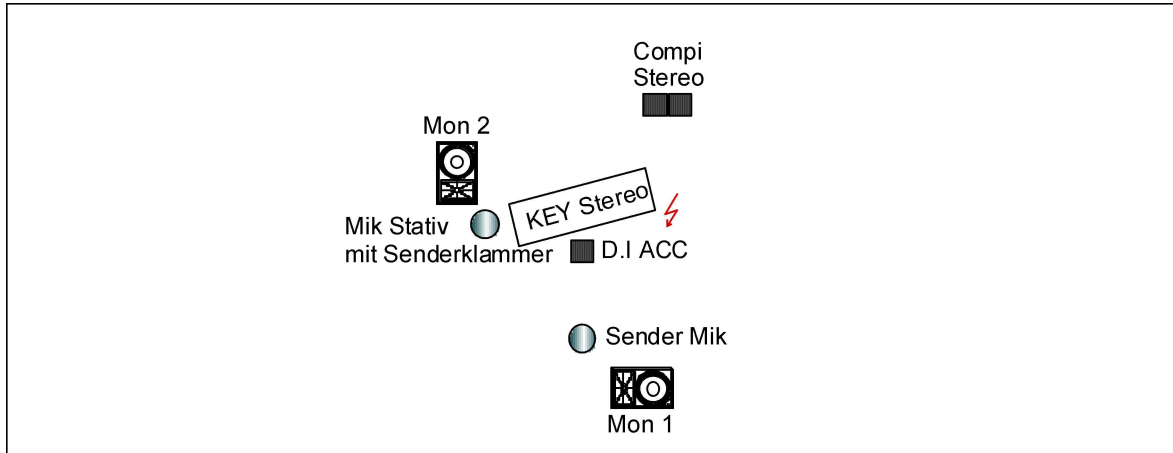 Compi
Stereo
Mon 2
KEY Stereo
Mik Stativ
mit Senderklammer
D.I ACC
Sender Mik
Mon 1